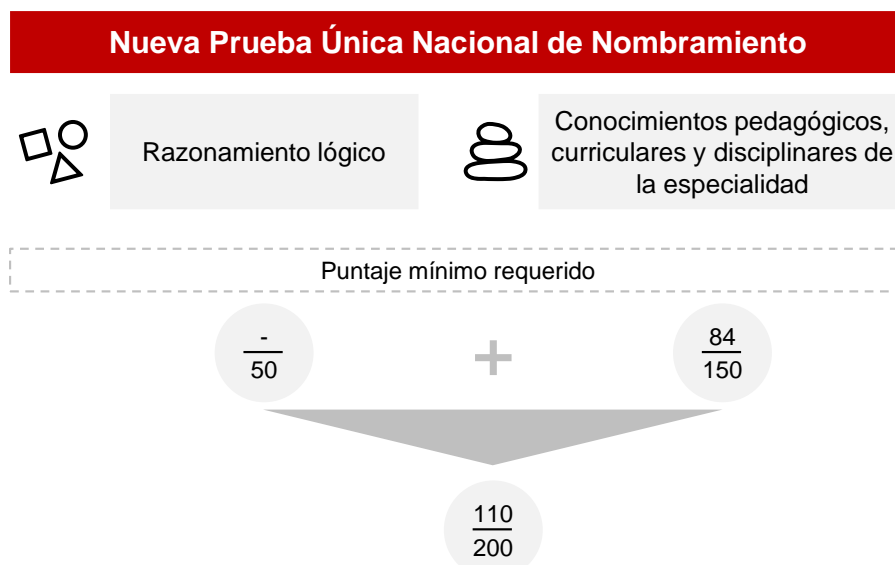 Nueva Prueba Única Nacional de Nombramiento
Razonamiento lógico
Conocimientos pedagógicos,
curriculares y disciplinares de
la especialidad
Puntaje mínimo requerido
-
50
+
84
150
110
200